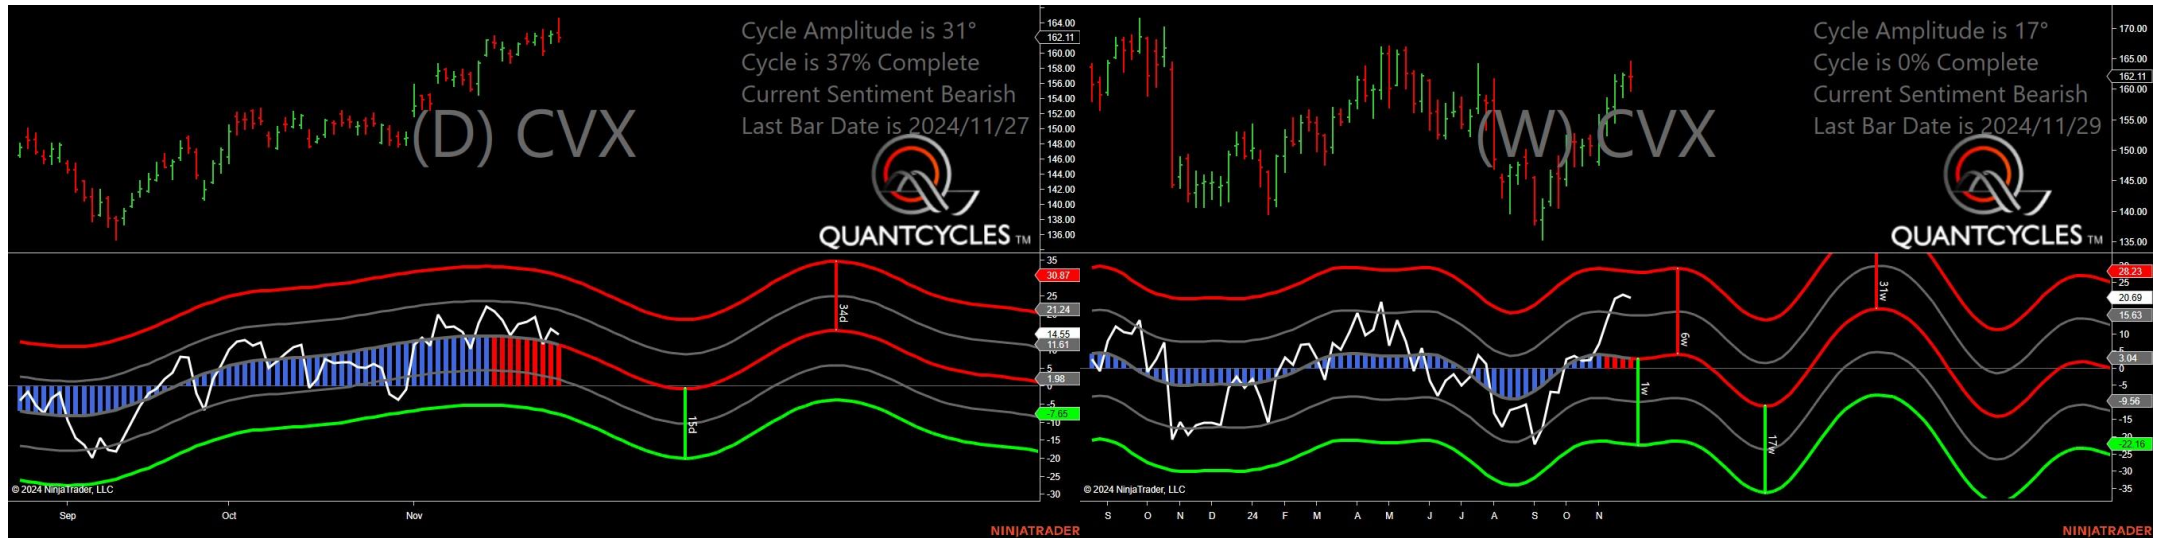 Cycle Amplitude is 31°
Cycle is 37% Complete
Current Sentiment Bearish
Last Bar Date is 2024/11/27
(D) CVX
QUANTCYCLES TM
164.00
162.11
160.00
158.00
156.00
154.00
152.00
150.00
148.00
146.00
144.00
142.00
140.00
138.00
136.00
35
30.87
25
21.24
14.55
11.61
5
1.98
-5
-7.65
-10
-15
-20
-25
-30
34d
15d
© 2024 NinjaTrader, LLC
Sep Oct Nov
NINJATRADER
Cycle Amplitude is 17°
Cycle is 0% Complete
Current Sentiment Bearish
Last Bar Date is 2024/11/29
(W) CVX
QUANTCYCLES TM
170.00
165.00
162.11
160.00
155.00
150.00
145.00
140.00
135.00
28.23
25
20.69
15.63
10
3.04
0
-5
-9.56
-15
-22.16
-25
-30
-35
31w
6w
1w
17w
© 2024 NinjaTrader, LLC
S O N D 24 F M A M J J A S O N
NINJATRADER